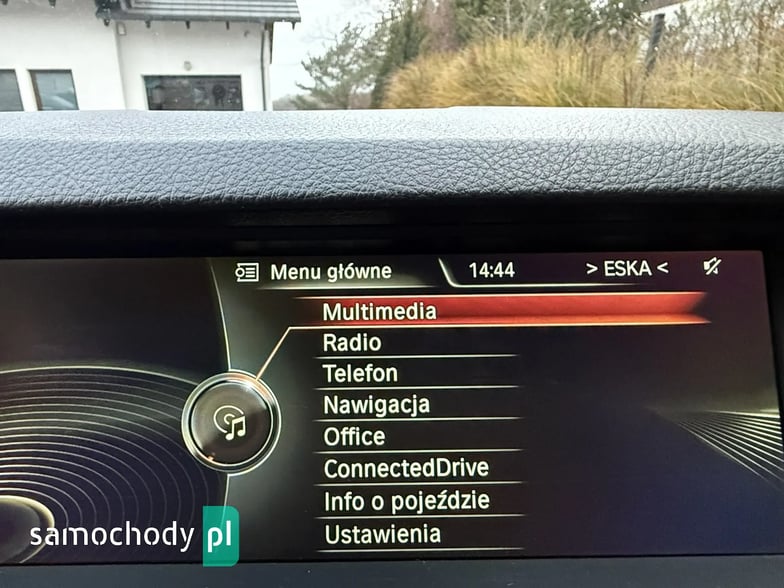 Menu główne 14:44 > ESKA <
Multimedia
Radio
Telefon
Nawigacja
Office
ConnectedDrive
Info o pojeździe
Ustawienia
samochody pl